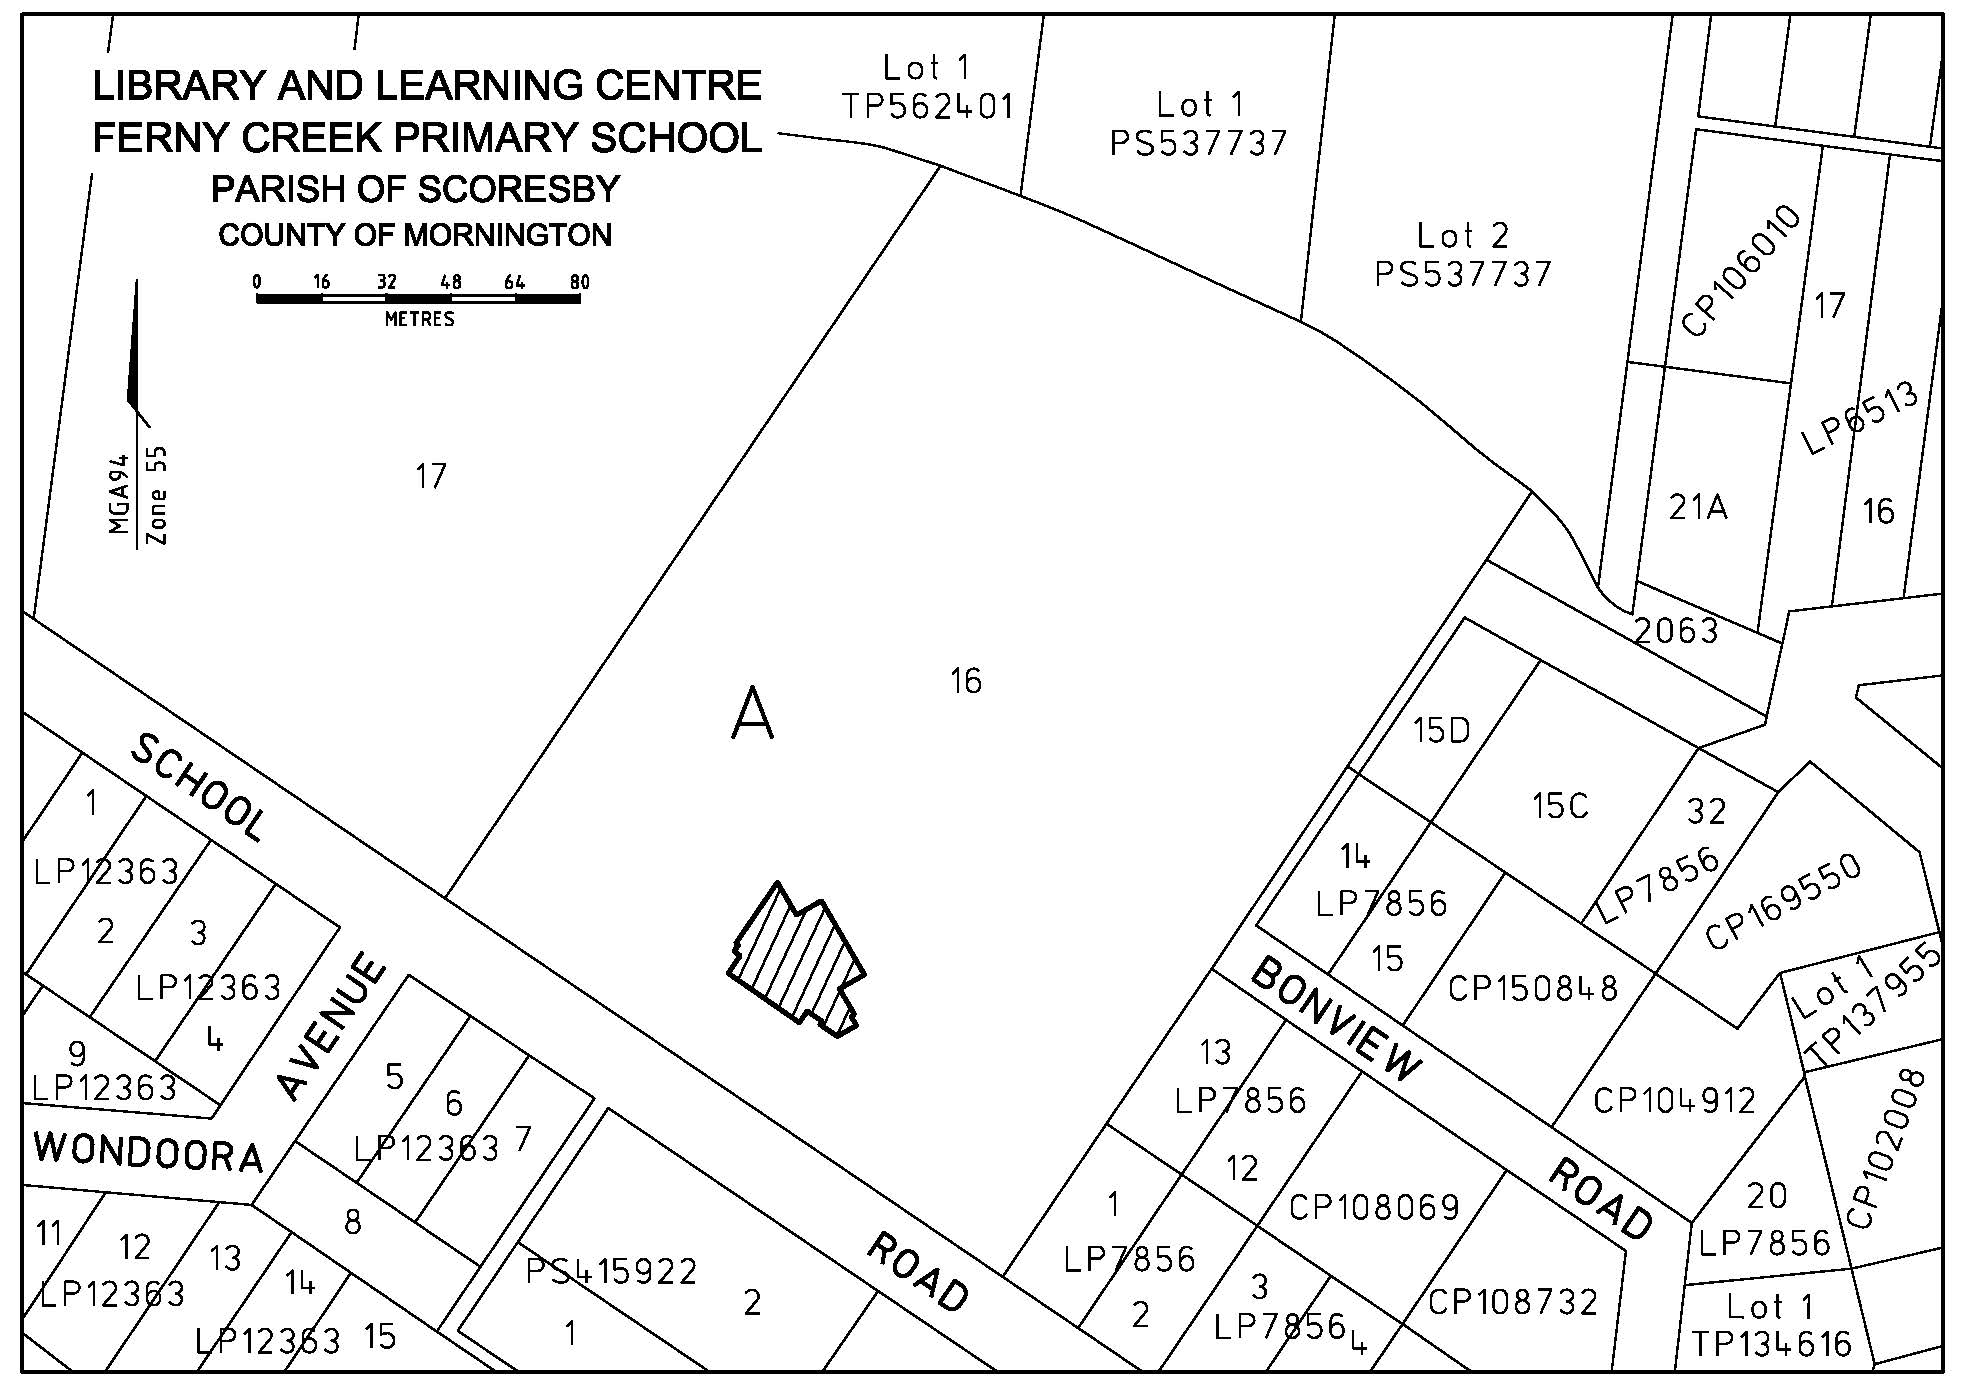 LIBRARY AND LEARNING CENTRE
FERNY CREEK PRIMARY SCHOOL
PARISH OF SCORESBY
COUNTY OF MORNINGTON
0 16 32 48 64 80
METRES
MGA94
Zone 55
Lot 1
TP562401
Lot 1
PS537737
Lot 2
PS537737
CP106010
17
LP6513
16
21A
2063
17
16
A
15D
15C
32
LP7856
CP169550
14
LP7856
15
CP150848
Lot 1
TP137955
CP104912
CP102008
20
LP7856
Lot 1
TP134616
BONVIEW
ROAD
13
LP7856
12
CP108069
CP108732
1
LP7856
2
3
LP7856
4
SCHOOL
ROAD
1
LP12363
2
3
LP12363
4
9
LP12363
AVENUE
WONDOORA
5
6
LP12363
7
8
11
12
LP12363
13
14
LP12363
15
PS415922
1
2